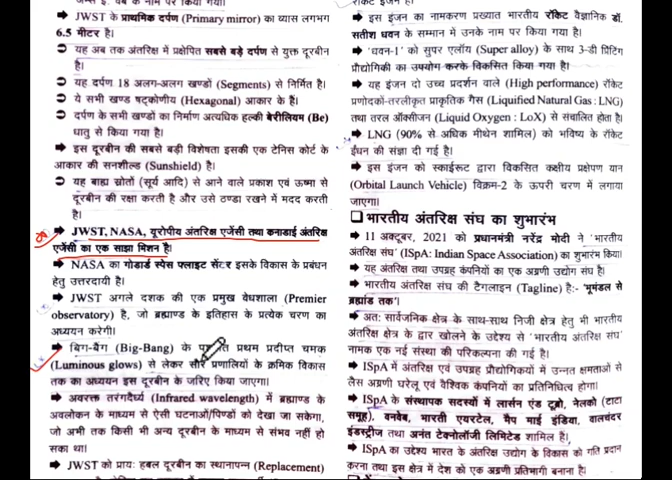 जेम्स ई. वेब के नाम पर किया गया है।
➡ JWST के प्राथमिक दर्पण (Primary mirror) का व्यास लगभग
6.5 मीटर है।
➲ यह अब तक अंतरिक्ष में प्रक्षेपित सबसे बड़े दर्पण से युक्त दूरबीन
है।
➲ यह दर्पण 18 अलग-अलग खण्डों (Segments) से निर्मित है।
➲ ये सभी खण्ड षट्कोणीय (Hexagonal) आकार के हैं।
➲ दर्पण के सभी खण्डों का निर्माण अत्यधिक हल्की बेरीलियम (Be)
धातु से किया गया है।
➡ इस दूरबीन की सबसे बड़ी विशेषता इसकी एक टेनिस कोर्ट के
आकार की सनशील्ड (Sunshield) है।
➲ यह बाह्य स्रोतों (सूर्य आदि) से आने वाले प्रकाश एवं ऊष्मा से
दूरबीन की रक्षा करती है और उसे ठण्डा रखने में मदद करती
है।
➡ JWST, NASA, यूरोपीय अंतरिक्ष एजेंसी तथा कनाडाई अंतरिक्ष
एजेंसी का एक साझा मिशन है।
➡ NASA का गोडार्ड स्पेस फ्लाइट सेंटर इसके विकास के प्रबंधन
हेतु उत्तरदायी है।
➡ JWST अगले दशक की एक प्रमुख वेधशाला (Premier
observatory) है, जो ब्रह्माण्ड के इतिहास के प्रत्येक चरण का
अध्ययन करेगी।
➡ बिग-बैंग (Big-Bang) के प्रथम प्रदीप्त चमक
(Luminous glows) से लेकर सौर प्रणालियों के क्रमिक विकास
तक का अध्ययन इस दूरबीन के जरिए किया जाएगा।
➡ अवरक्त तरंगदैर्ध्य (Infrared wavelength) में ब्रह्माण्ड के
अवलोकन के माध्यम से ऐसी घटनाओं/पिण्डों को देखा जा सकेगा,
जो अभी तक किसी भी अन्य दूरबीन के माध्यम से संभव नहीं हो
सका था।
➡ JWST को प्राय: हबल दूरबीन का स्थानापन्न (Replacement)
रॉकेट इंजन है।
➡ इस इंजन का नामकरण प्रख्यात भारतीय रॉकेट वैज्ञानिक डॉ.
सतीश धवन के सम्मान में उनके नाम पर किया गया है।
➡ 'धवन-1' को सुपर एलॉय (Super alloy) के साथ 3-डी प्रिंटिंग
प्रौद्योगिकी का उपयोग करके विकसित किया गया है।
➡ यह इंजन दो उच्च प्रदर्शन वाले (High performance) रॉकेट
प्रणोदकों-तरलीकृत प्राकृतिक गैस (Liquified Natural Gas : LNG)
तथा तरल ऑक्सीजन (Liquid Oxygen : LoX) से संचालित होता है।
➡ LNG (90% से अधिक मीथेन शामिल) को भविष्य के रॉकेट
ईंधन की संज्ञा दी गई है।
➡ इस इंजन को स्काईरूट द्वारा विकसित कक्षीय प्रक्षेपण यान
(Orbital Launch Vehicle) विक्रम-2 के ऊपरी चरण में लगाया
जाएगा।
❑ भारतीय अंतरिक्ष संघ का शुभारंभ
➡ 11 अक्टूबर, 2021 को प्रधानमंत्री नरेंद्र मोदी ने 'भारतीय
अंतरिक्ष संघ' (ISpA: Indian Space Association) का शुभारंभ किया।
➡ यह अंतरिक्ष तथा उपग्रह कंपनियों का एक अग्रणी उद्योग संघ है।
➡ भारतीय अंतरिक्ष संघ की टैगलाइन (Tagline) है:- 'भूमंडल से
ब्रह्मांड तक'।
➡ अत: सार्वजनिक क्षेत्र के साथ-साथ निजी क्षेत्र हेतु भी भारतीय
अंतरिक्ष क्षेत्र के द्वार खोलने के उद्देश्य से 'भारतीय अंतरिक्ष संघ'
नामक एक नई संस्था की परिकल्पना की गई है।
➡ ISpA में अंतरिक्ष एवं उपग्रह प्रौद्योगिकियों में उन्नत क्षमताओं से
लैस अग्रणी घरेलू एवं वैश्विक कंपनियों का प्रतिनिधित्व होगा।
➡ ISpA के संस्थापक सदस्यों में लार्सन एंड टूब्रो, नेलको (टाटा
समूह), वनवेब, भारती एयरटेल, मैप माई इंडिया, वालचंदर
इंडस्ट्रीज तथा अनंत टेक्नोलॉजी लिमिटेड शामिल हैं।
➡ ISpA का उद्देश्य भारत के अंतरिक्ष उद्योग के विकास को गति प्रदान
करना तथा इस क्षेत्र में देश को एक अग्रणी प्रतिभागी बनाना है।